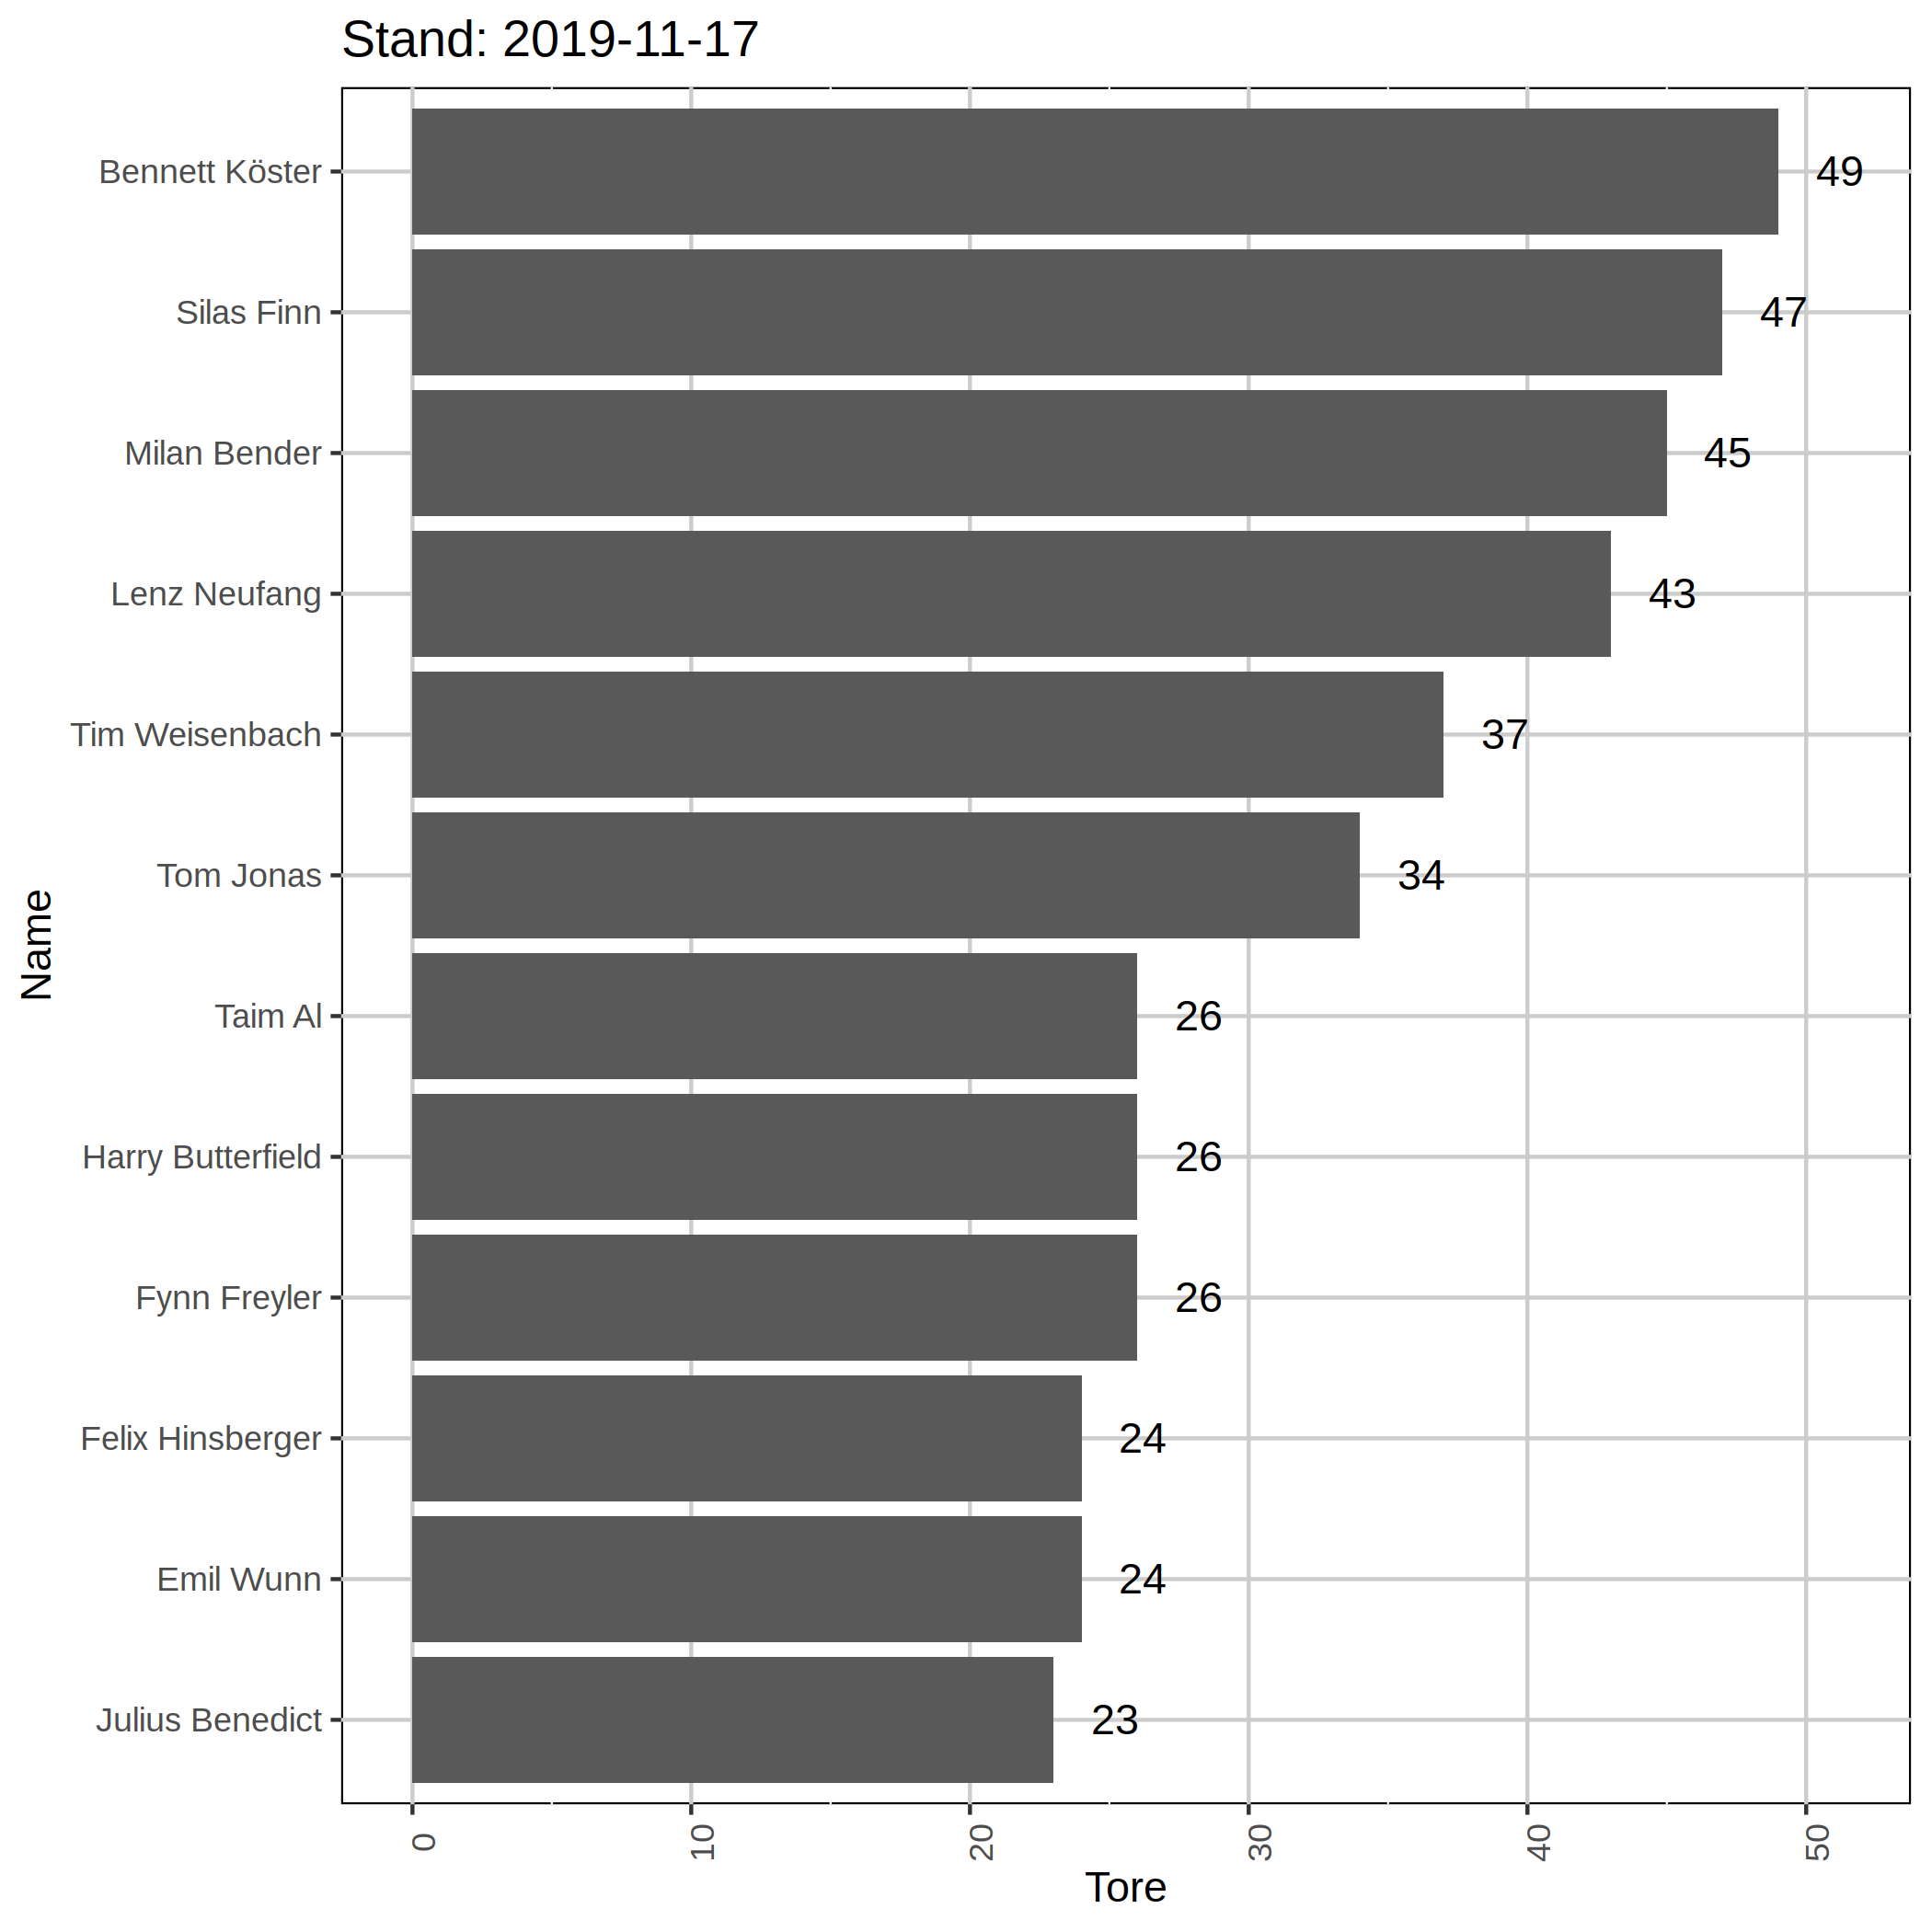 Stand: 2019-11-17
Name
Bennett Köster 49
Silas Finn 47
Milan Bender 45
Lenz Neufang 43
Tim Weisenbach 37
Tom Jonas 34
Taim Al 26
Harry Butterfield 26
Fynn Freyler 26
Felix Hinsberger 24
Emil Wunn 24
Julius Benedict 23
0 10 20 30 40 50
Tore